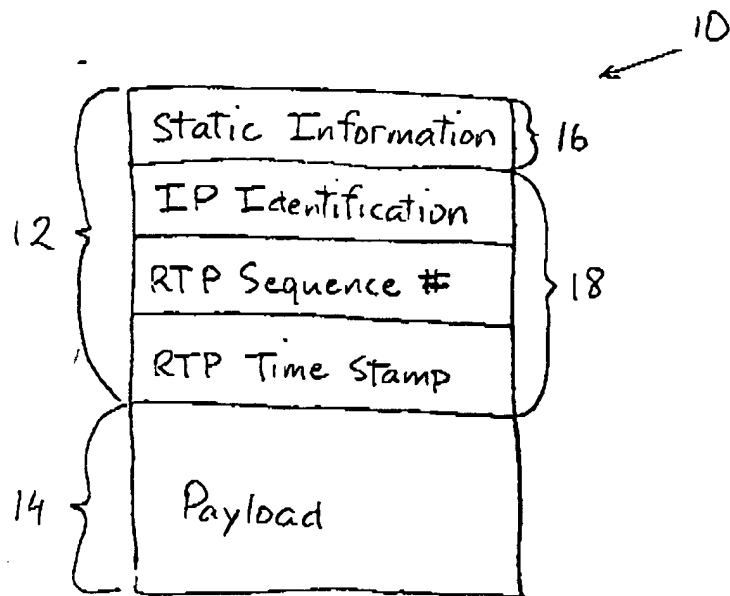 10
Static Information
16
IP Identification
12
RTP Sequence #
18
RTP Time Stamp
14
Payload